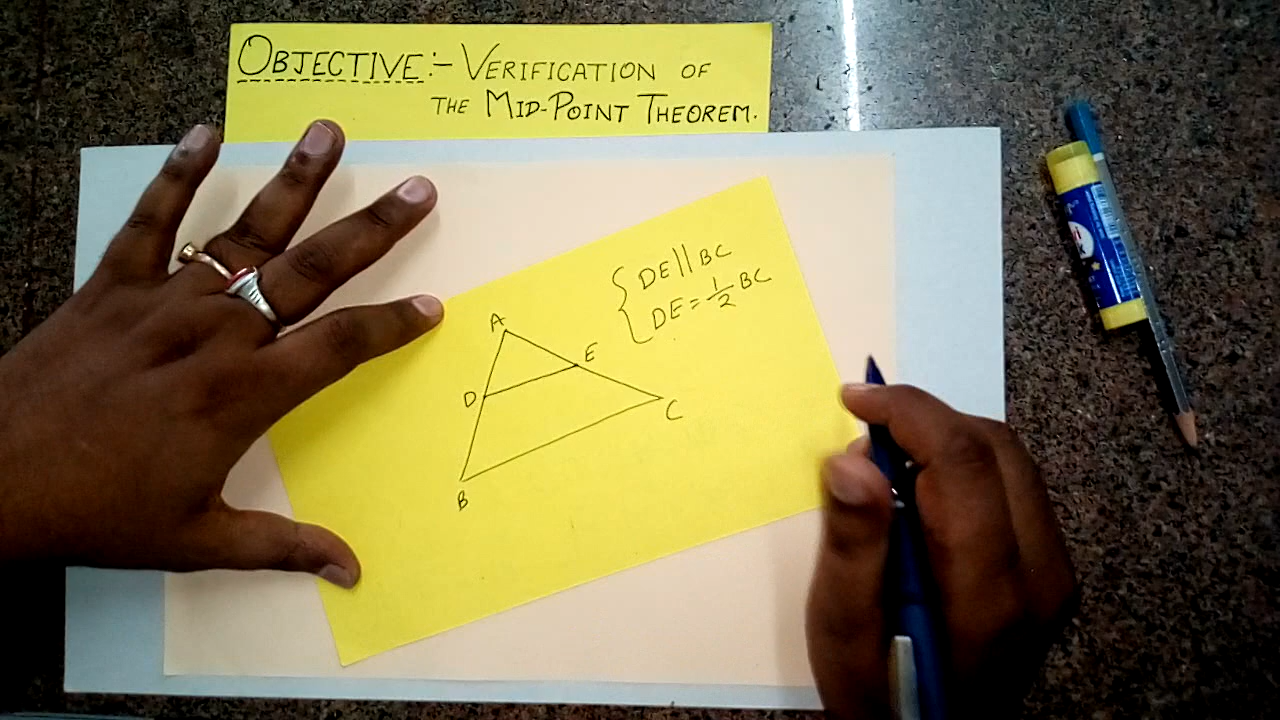 OBJECTIVE:- VERIFICATION OF
THE MID-POINT THEOREM.
DE||BC
DE=1/2 BC
A
E
D
C
B